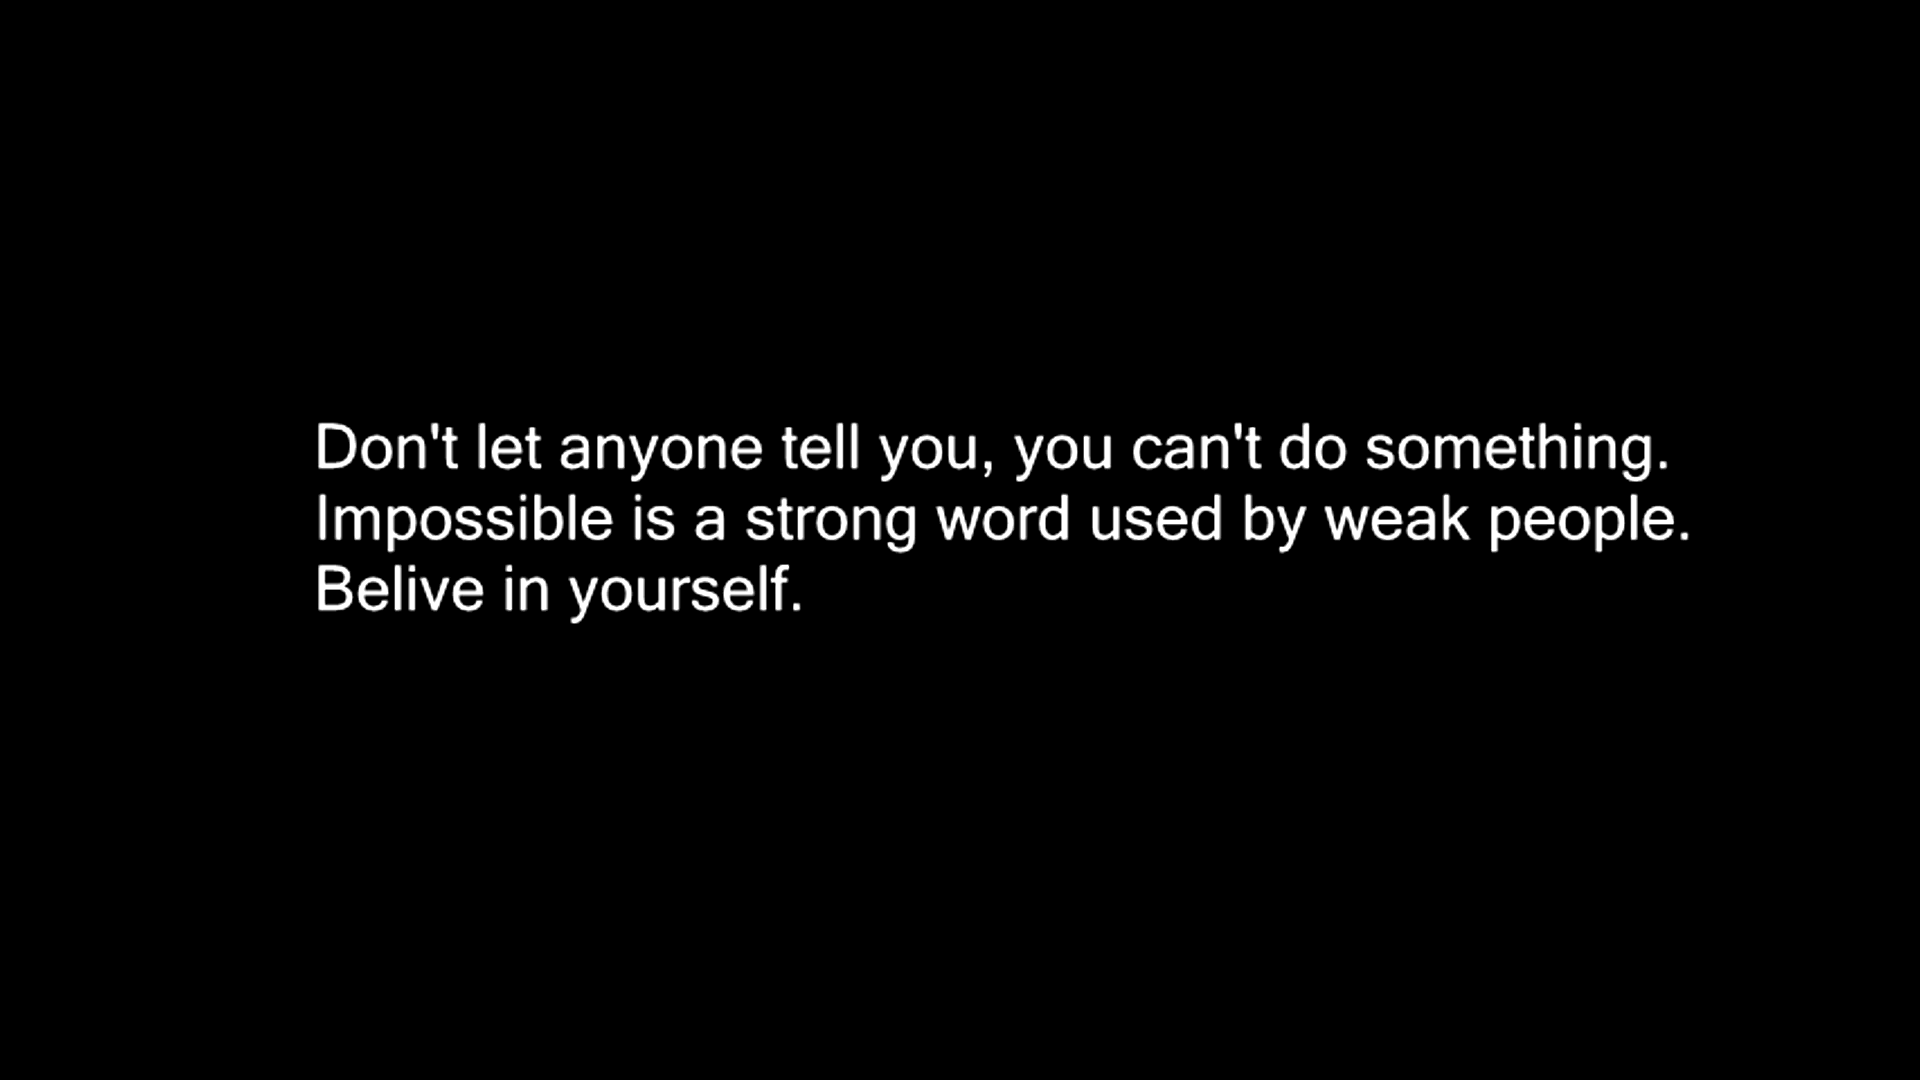 Don't let anyone tell you, you can't do something.
Impossible is a strong word used by weak people.
Belive in yourself.